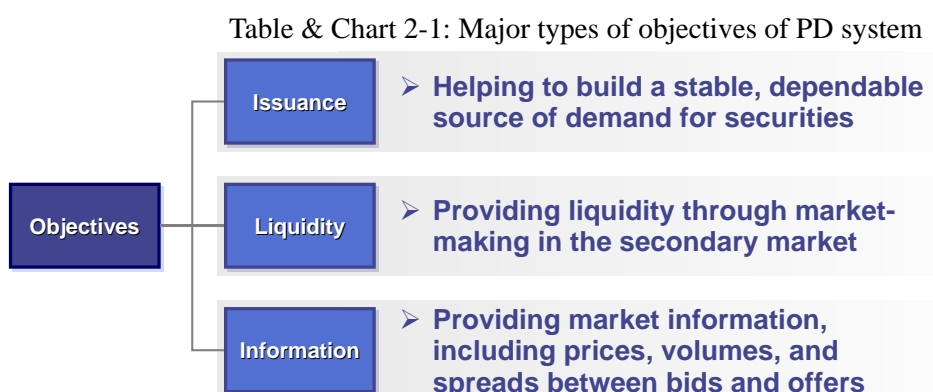 Table & Chart 2-1: Major types of objectives of PD system
Objectives
Issuance
➢ Helping to build a stable, dependable
source of demand for securities
Liquidity
➢ Providing liquidity through market-
making in the secondary market
Information
➢ Providing market information,
including prices, volumes, and
spreads between bids and offers